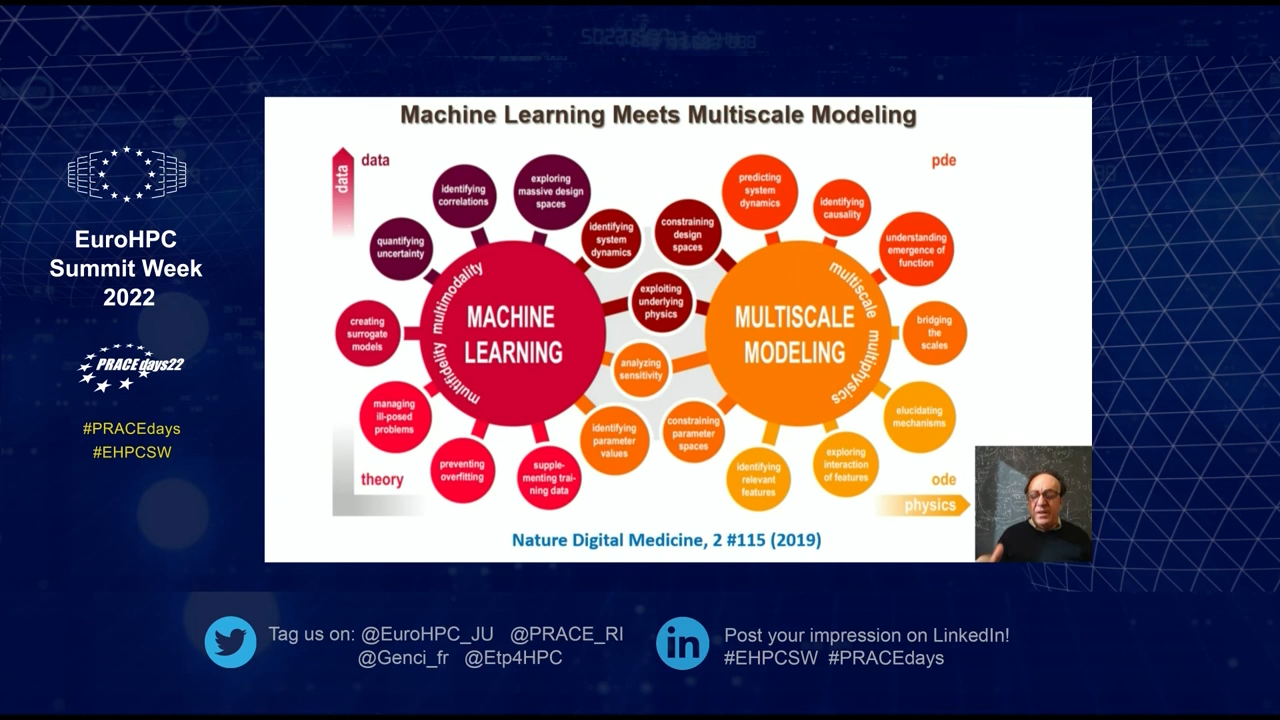 EuroHPC
Summit Week
2022
PRACEdays22
#PRACEdays
#EHPCSW
Machine Learning Meets Multiscale Modeling
data
data
pde
theory
ode
physics
identifying
correlations
exploring
massive design
spaces
quantifying
uncertainty
identifying
system
dynamics
creating
surrogate
models
managing
ill-posed
problems
preventing
overfitting
supple-
menting trai-
ning data
multifidelity multimodality
MACHINE
LEARNING
constraining
design
spaces
exploiting
underlying
physics
analyzing
sensitivity
identifying
parameter
values
constraining
parameter
spaces
predicting
system
dynamics
identifying
causality
understanding
emergence of
function
bridging
the
scales
elucidating
mechanisms
exploring
interaction
of features
identifying
relevant
features
multiscale multiphysics
MULTISCALE
MODELING
Nature Digital Medicine, 2 #115 (2019)
Tag us on: @EuroHPC_JU @PRACE_RI
@Genci_fr @Etp4HPC
in
Post your impression on LinkedIn!
#EHPCSW #PRACEdays